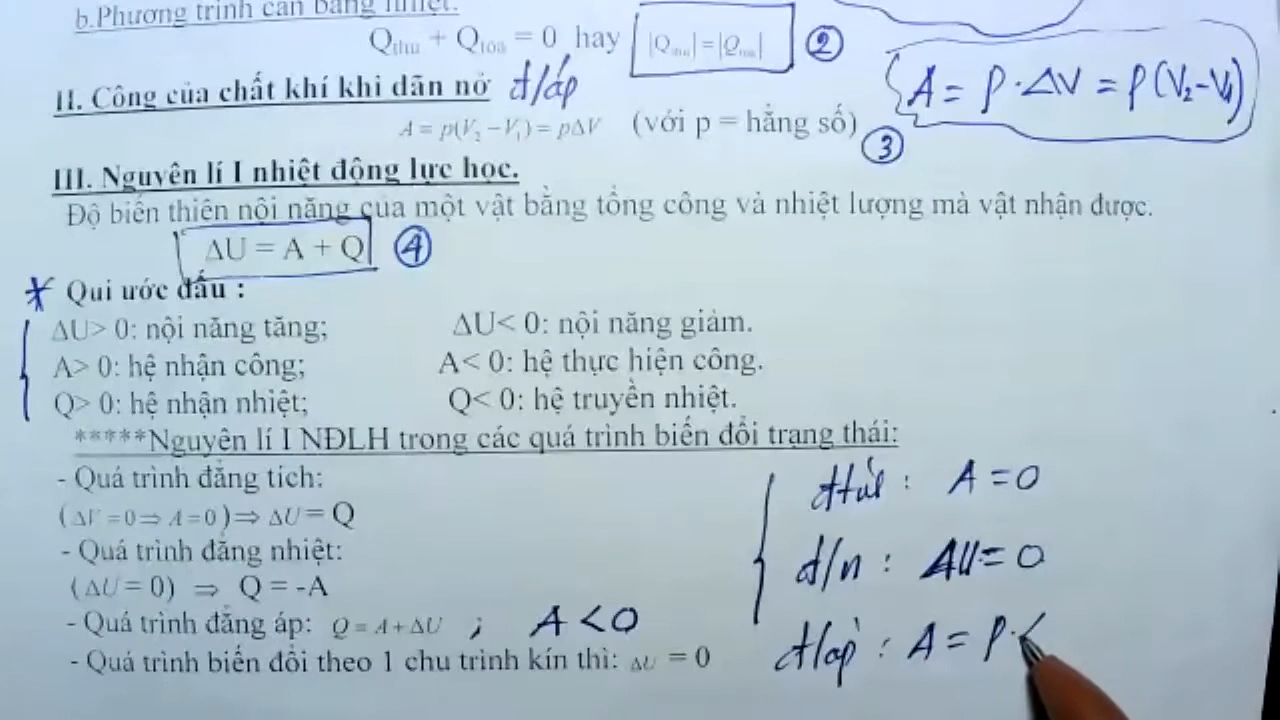 b.Phương trình cân bằng nhiệt.
Qthu + Qtỏa = 0 hay |Qthu| = |Qtỏa| ②
II. Công của chất khí khi dãn nở đ/áp
A = p . ΔV = p(V₂-V₁)
A = p(V₂ - V₁) = pΔV (với p = hằng số) ③
III. Nguyên lí I nhiệt động lực học.
Độ biến thiên nội năng của một vật bằng tổng công và nhiệt lượng mà vật nhận được.
ΔU = A + Q ④
* Qui ước dấu :
ΔU> 0: nội năng tăng; ΔU< 0: nội năng giảm.
A> 0: hệ nhận công; A< 0: hệ thực hiện công.
Q> 0: hệ nhận nhiệt; Q< 0: hệ truyền nhiệt.
*****Nguyên lí I NĐLH trong các quá trình biến đổi trạng thái:
- Quá trình đẳng tích:
(ΔV = 0 ⇒ A = 0) ⇒ ΔU = Q
- Quá trình đẳng nhiệt:
(ΔU = 0) ⇒ Q = -A
- Quá trình đẳng áp: Q = A + ΔU ; A < 0
- Quá trình biến đổi theo 1 chu trình kín thì: ΔU = 0
: A = 0
đ/n : ΔU = 0
đ/áp : A = p.